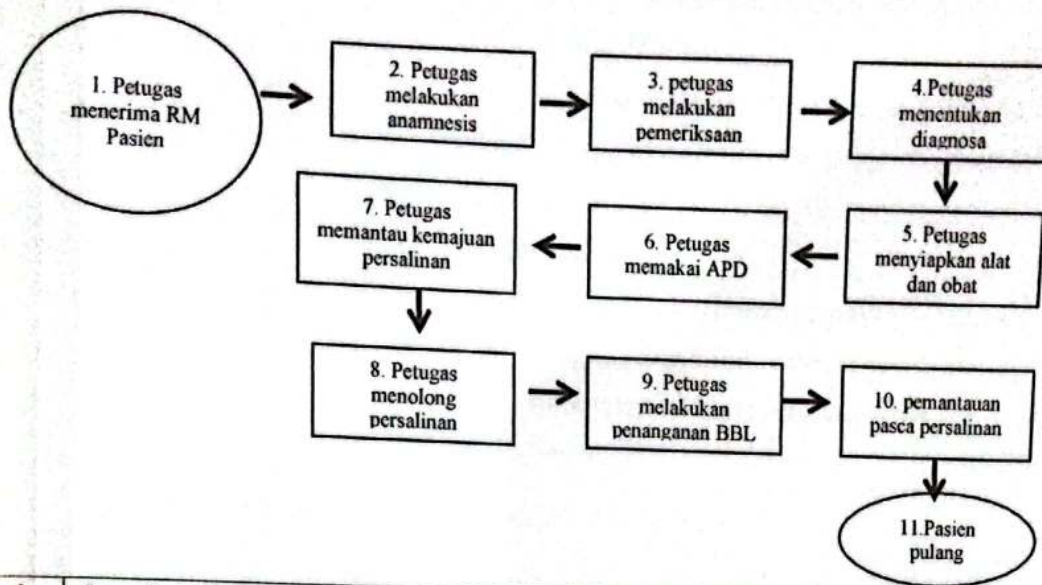 1. Petugas
menerima RM
Pasien
2. Petugas
melakukan
anamnesis
3. petugas
melakukan
pemeriksaan
4.Petugas
menentukan
diagnosa
5. Petugas
menyiapkan alat
dan obat
6. Petugas
memakai APD
7. Petugas
memantau kemajuan
persalinan
8. Petugas
menolong
persalinan
9. Petugas
melakukan
penanganan BBL
10. pemantauan
pasca persalinan
11.Pasien
pulang